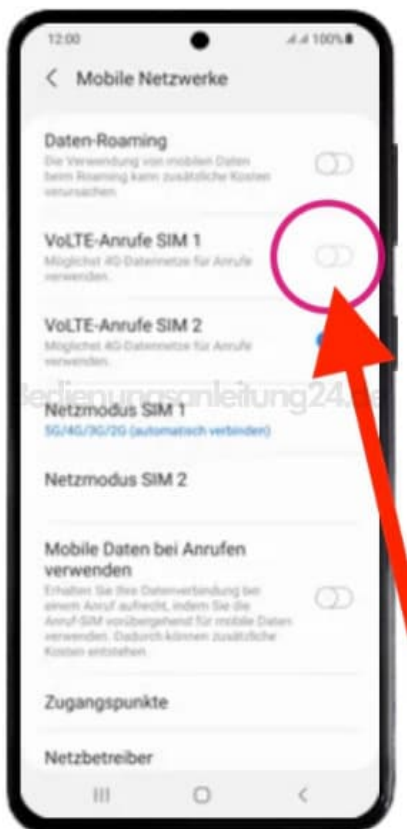 12:00
100%
Mobile Netzwerke
Daten-Roaming
Die Verwendung von mobilen Daten
beim Roaming kann zusätzliche Kosten
verursachen.
VoLTE-Anrufe SIM 1
Möglichst 4G-Datennetze für Anrufe
verwenden.
VoLTE-Anrufe SIM 2
Möglichst 4G-Datennetze für Anrufe
verwenden.
Bedienungsanleitung24.de
Netzmodus SIM 1
5G/4G/3G/2G (automatisch verbinden)
Netzmodus SIM 2
Mobile Daten bei Anrufen
verwenden
Erhalten Sie Ihre Datenverbindung bei
einem Anruf aufrecht, indem Sie die
Anruf-SIM vorübergehend für mobile Daten
verwenden. Dadurch können zusätzliche
Kosten entstehen.
Zugangspunkte
Netzbetreiber